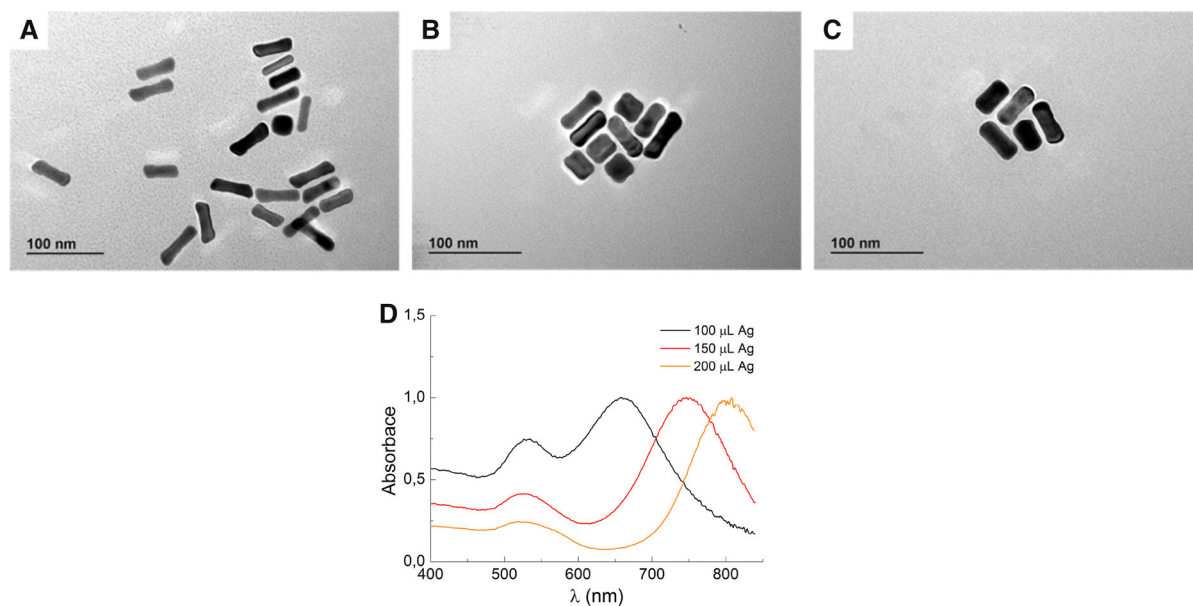 A
B
C
100 nm
100 nm
100 nm
D
1,5
1,0
0,5
0,0
Absorbace
100 μL Ag
150 μL Ag
200 μL Ag
400
500
600
700
800
λ (nm)